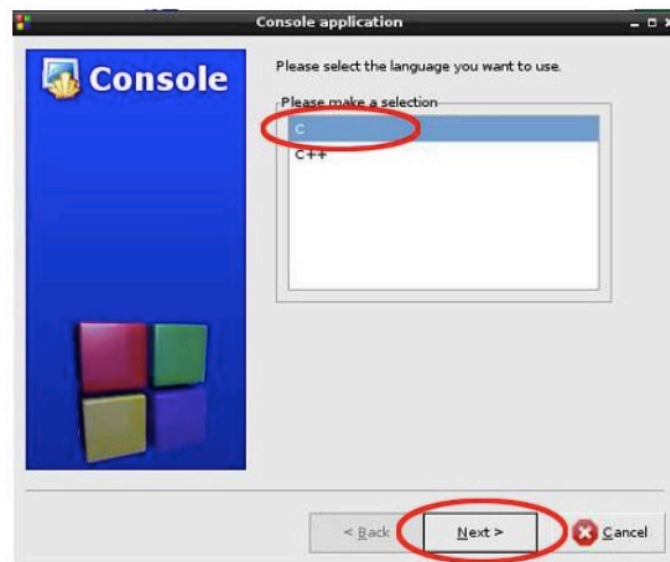 Console application
Console
Please select the language you want to use.
Please make a selection
C
C++
< Back
Next >
Cancel